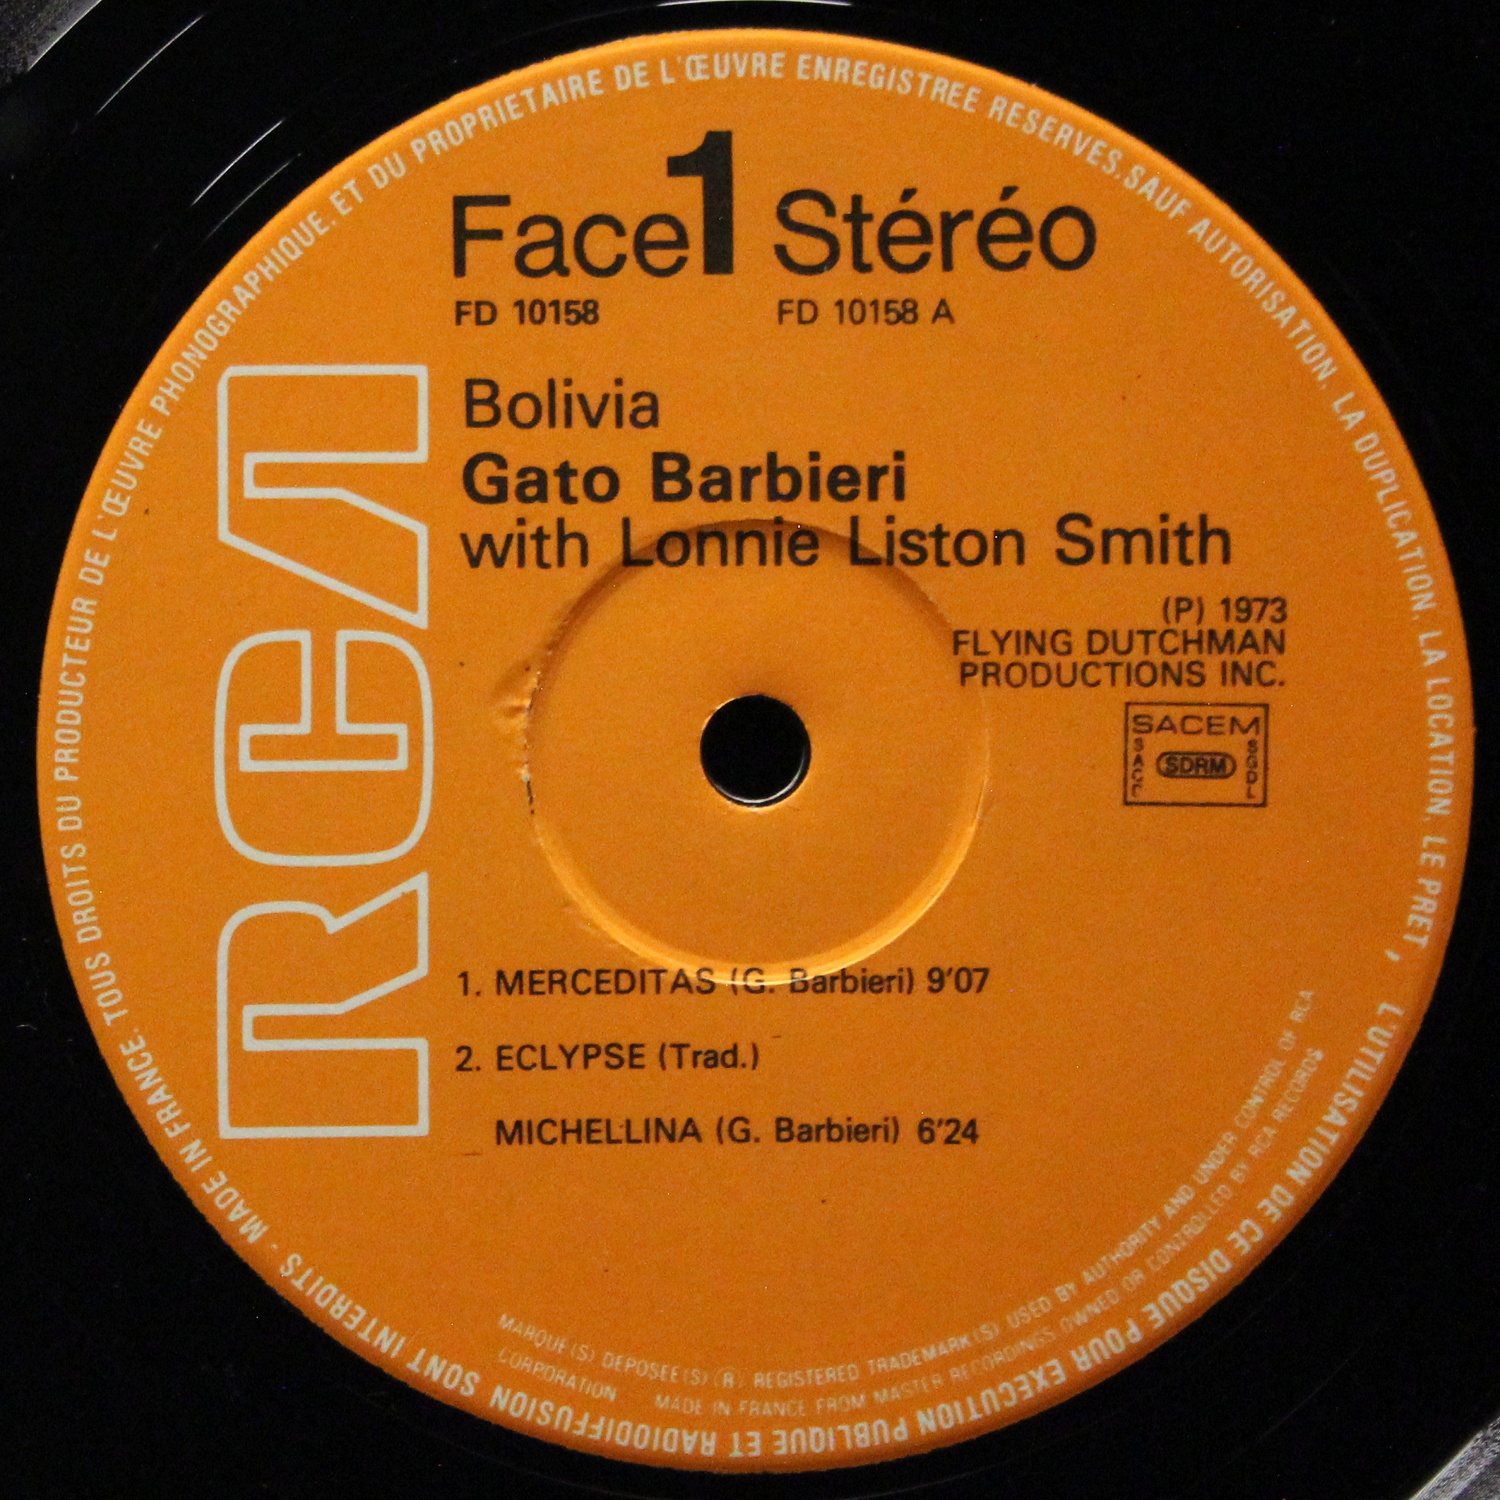 Face 1 Stéréo
FD 10158 FD 10158 A
Bolivia
Gato Barbieri
with Lonnie Liston Smith
(P) 1973
FLYING DUTCHMAN
PRODUCTIONS INC.
SACEM
SACD SDRM SGDL
RCA
1. MERCEDITAS (G. Barbieri) 9'07
2. ECLYPSE (Trad.)
MICHELLINA (G. Barbieri) 6'24
MARQUE(S) DEPOSEE(S) (R) REGISTERED TRADEMARK(S) USED BY AUTHORITY AND UNDER CONTROL OF RCA
CORPORATION MADE IN FRANCE FROM MASTER RECORDINGS OWNED OR CONTROLLED BY RCA RECORDS
TOUS DROITS DU PRODUCTEUR DE L'ŒUVRE PHONOGRAPHIQUE. ET DU PROPRIETAIRE DE L'ŒUVRE ENREGISTREE RESERVES. SAUF AUTORISATION, LA DUPLICATION, LA LOCATION, LE PRET, L'UTILISATION DE CE DISQUE POUR EXECUTION PUBLIQUE ET RADIODIFFUSION SONT INTERDITS - MADE IN FRANCE.